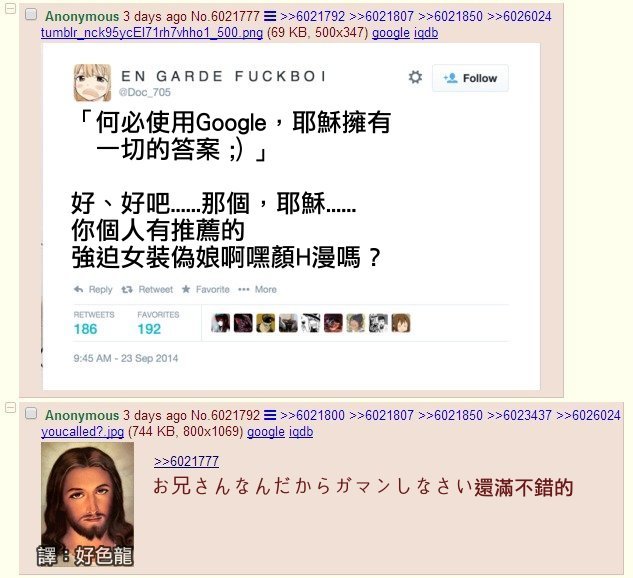 Anonymous 3 days ago No.6021777 ☰ >>6021792 >>6021807 >>6021850 >>6026024
tumblr_nck95ycEl71rh7vhho1_500.png (69 KB, 500x347) google iqdb
EN GARDE FUCKBOI
@Doc_705
Follow
「何必使用Google，耶穌擁有
一切的答案 ;) 」
好、好吧......那個，耶穌......
你個人有推薦的
強迫女裝偽娘啊嘿顏H漫嗎？
Reply Retweet Favorite More
RETWEETS FAVORITES
186 192
9:45 AM - 23 Sep 2014
Anonymous 3 days ago No.6021792 ☰ >>6021800 >>6021807 >>6021850 >>6023437 >>6026024
youcalled?.jpg (744 KB, 800x1069) google iqdb
>>6021777
お兄さんなんだからガマンしなさい還滿不錯的
譯：好色龍